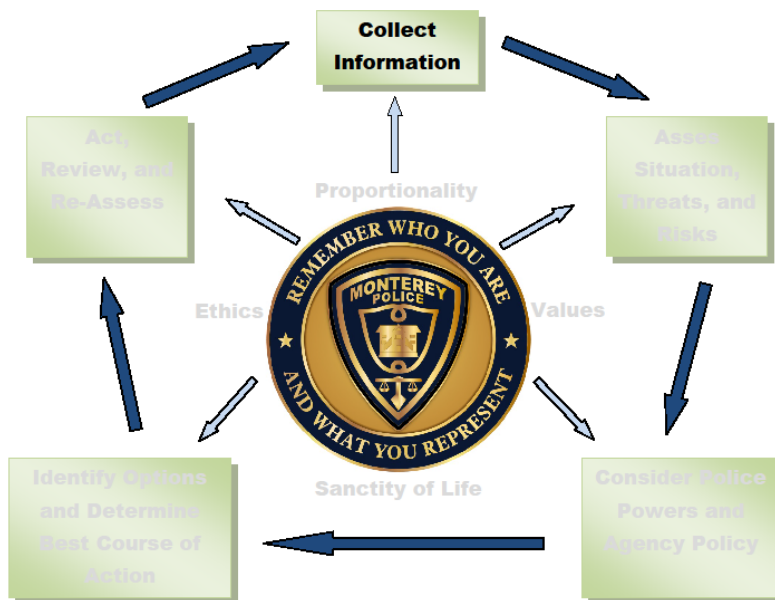 Collect
Information
Act,
Review, and
Re-Assess
Asses
Situation,
Threats, and
Risks
Proportionality
REMEMBER WHO YOU ARE
MONTEREY
POLICE
Ethics
Values
AND WHAT YOU REPRESENT
Sanctity of Life
Identify Options
and Determine
Best Course of
Action
Consider Police
Powers and
Agency Policy